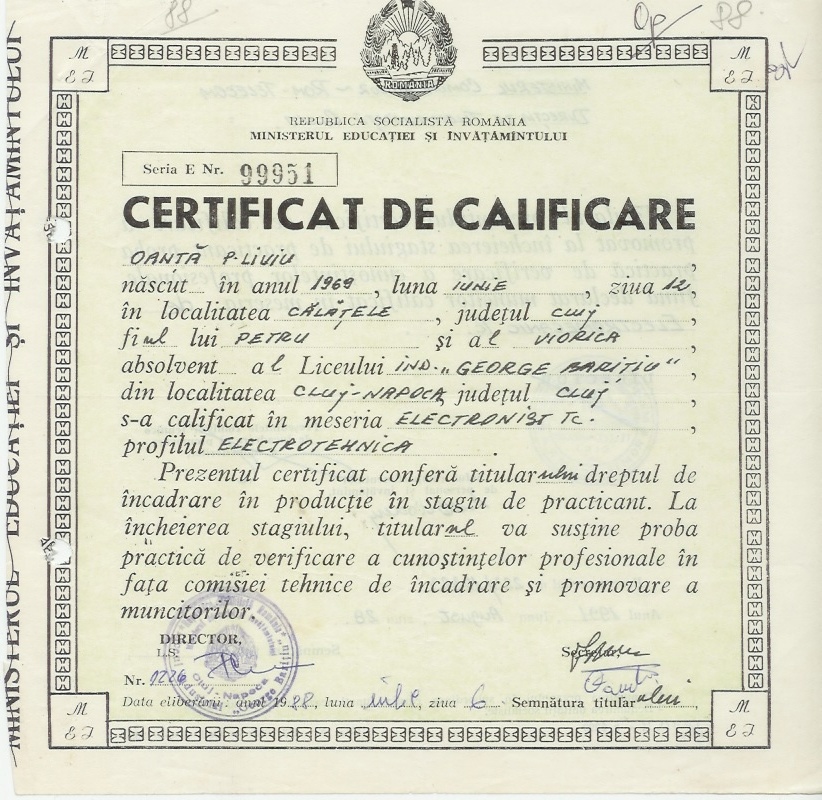 88
Op 88.
M
E I
M
E I
ROMÂNIA
REPUBLICA SOCIALISTĂ ROMÂNIA
MINISTERUL EDUCAȚIEI ȘI ÎNVĂȚĂMÎNTULUI
Seria E Nr. 99951
CERTIFICAT DE CALIFICARE
OANȚĂ P. LIVIU,
născut în anul 1969, luna IUNIE, ziua 12,
în localitatea CĂLĂȚELE, județul CLUJ,
fiul lui PETRU și al VIORICA,
absolvent al Liceului IND. „GEORGE BARIȚIU",
din localitatea CLUJ-NAPOCA, județul CLUJ,
s-a calificat în meseria ELECTRONIST TC.,
profilul ELECTROTEHNICA.
Prezentul certificat conferă titularului dreptul de
încadrare în producție în stagiu de practicant. La
încheierea stagiului, titularul va susține proba
practică de verificare a cunoștințelor profesionale în
fața comisiei tehnice de încadrare și promovare a
muncitorilor.
DIRECTOR,
L.S.
Secretar,
Nr. 1226
Cluj-Napoca
Data eliberării: anul 1988, luna iulie, ziua 6 Semnătura titularului
M
E I
M
E I
MINISTERUL EDUCAȚIEI ȘI ÎNVĂȚĂMÎNTULUI